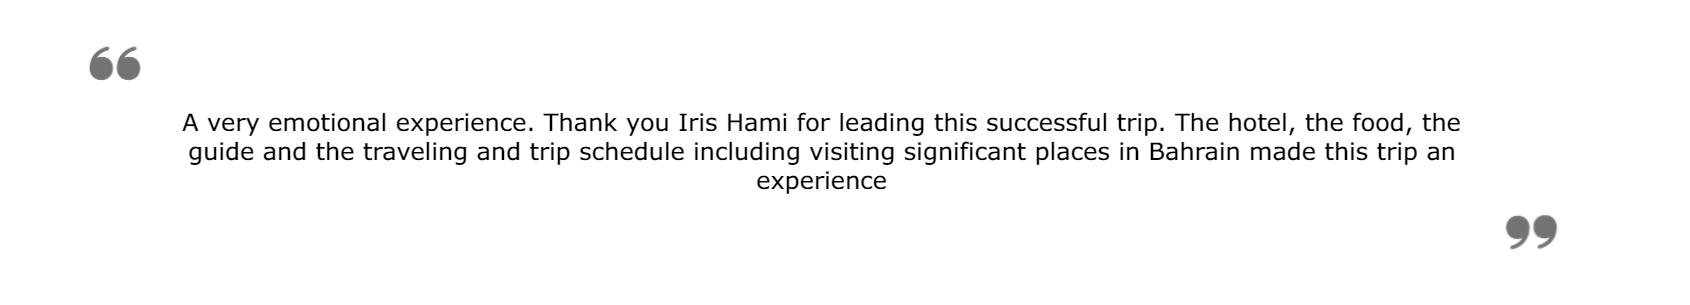 “
A very emotional experience. Thank you Iris Hami for leading this successful trip. The hotel, the food, the
guide and the traveling and trip schedule including visiting significant places in Bahrain made this trip an
experience
”